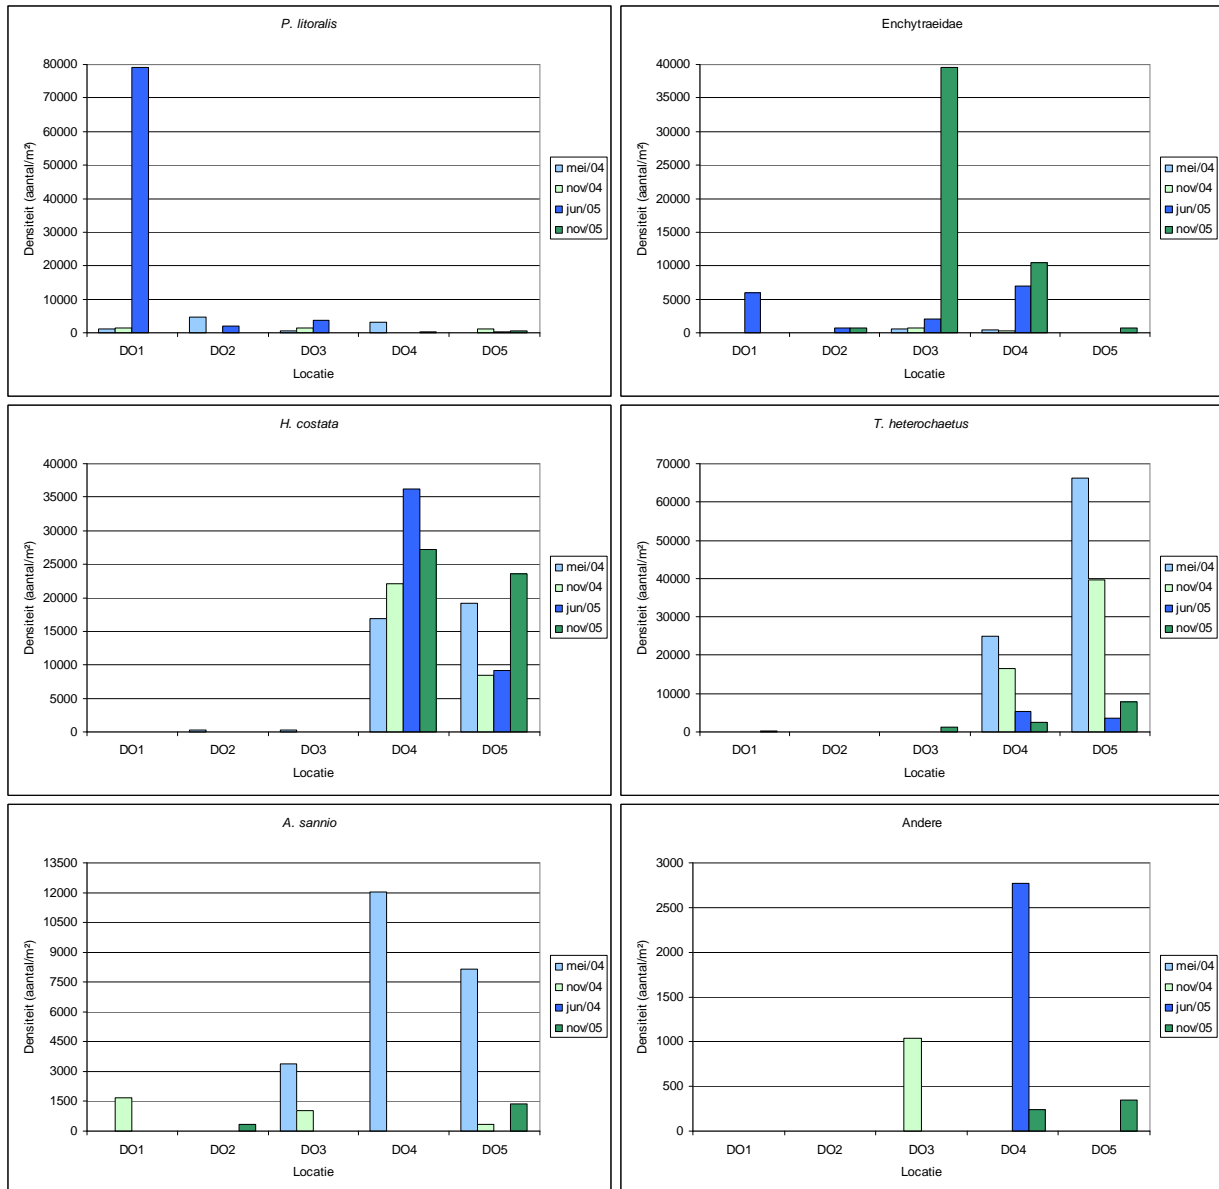 P. litoralis
Densiteit (aantal/m²)
80000
70000
60000
50000
40000
30000
20000
10000
0
DO1 DO2 DO3 DO4 DO5
Locatie
mei/04
nov/04
jun/05
nov/05
Enchytraeidae
Densiteit (aantal/m²)
40000
35000
30000
25000
20000
15000
10000
5000
0
DO1 DO2 DO3 DO4 DO5
Locatie
mei/04
nov/04
jun/05
nov/05
H. costata
Densiteit (aantal/m²)
40000
35000
30000
25000
20000
15000
10000
5000
0
DO1 DO2 DO3 DO4 DO5
Locatie
mei/04
nov/04
jun/05
nov/05
T. heterochaetus
Densiteit (aantal/m²)
70000
60000
50000
40000
30000
20000
10000
0
DO1 DO2 DO3 DO4 DO5
Locatie
mei/04
nov/04
jun/05
nov/05
A. sannio
Densiteit (aantal/m²)
13500
12000
10500
9000
7500
6000
4500
3000
1500
0
DO1 DO2 DO3 DO4 DO5
Locatie
mei/04
nov/04
jun/04
nov/05
Andere
Densiteit (aantal/m²)
3000
2500
2000
1500
1000
500
0
DO1 DO2 DO3 DO4 DO5
Locatie
mei/04
nov/04
jun/05
nov/05